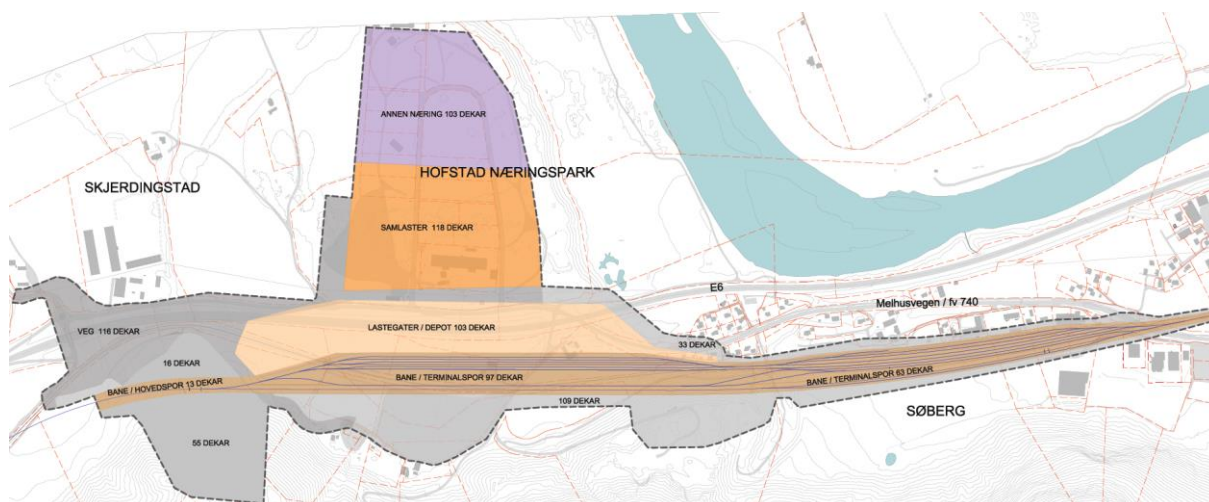 ANNEN NÆRING 103 DEKAR
HOFSTAD NÆRINGSPARK
SKJERDINGSTAD
SAMLASTER 118 DEKAR
E6
Melhusvegen / fv 740
VEG 116 DEKAR
LASTEGATER / DEPOT 103 DEKAR
33 DEKAR
16 DEKAR
BANE / HOVEDSPOR 13 DEKAR
BANE / TERMINALSPOR 97 DEKAR
BANE / TERMINALSPOR 63 DEKAR
109 DEKAR
SØBERG
55 DEKAR